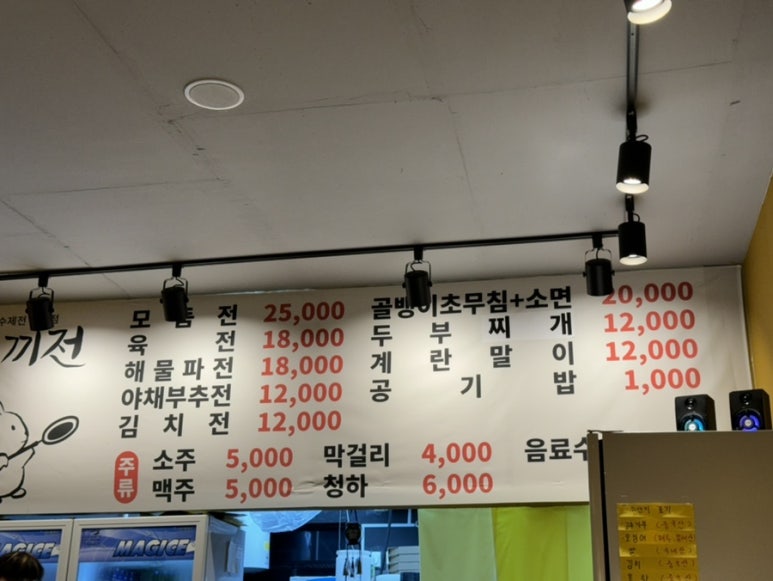 수제전
끼전
모둠전 25,000
육전 18,000
해물파전 18,000
야채부추전 12,000
김치전 12,000
골뱅이초무침+소면 20,000
두부찌개 12,000
계란말이 12,000
공기밥 1,000
주류
소주 5,000
맥주 5,000
막걸리 4,000
청하 6,000
음료수
MAGICE
MAGICE